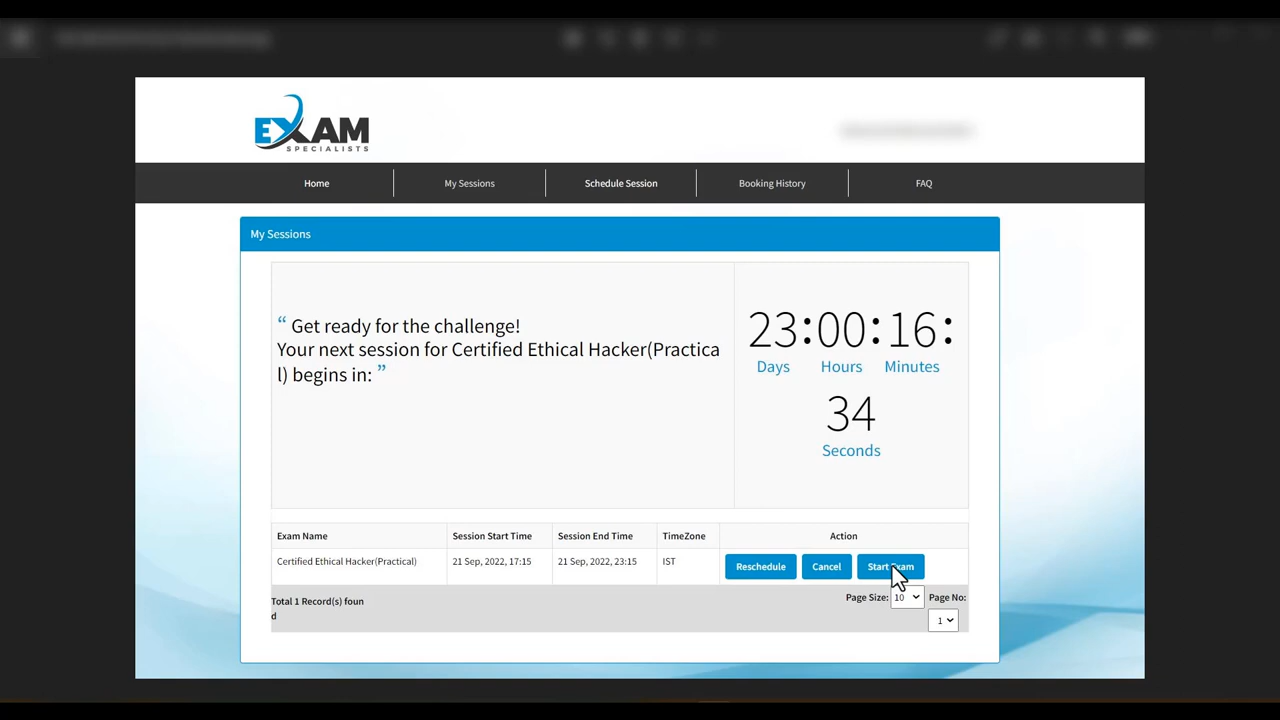 EXAM
SPECIALISTS
Home
My Sessions
Schedule Session
Booking History
FAQ
My Sessions
“ Get ready for the challenge!
Your next session for Certified Ethical Hacker(Practica
l) begins in: ”
23:00:16:
Days Hours Minutes
34
Seconds
Exam Name Session Start Time Session End Time TimeZone Action
Certified Ethical Hacker(Practical) 21 Sep, 2022, 17:15 21 Sep, 2022, 23:15 IST Reschedule Cancel Start Exam
Total 1 Record(s) foun
d
Page Size: 10 Page No:
1